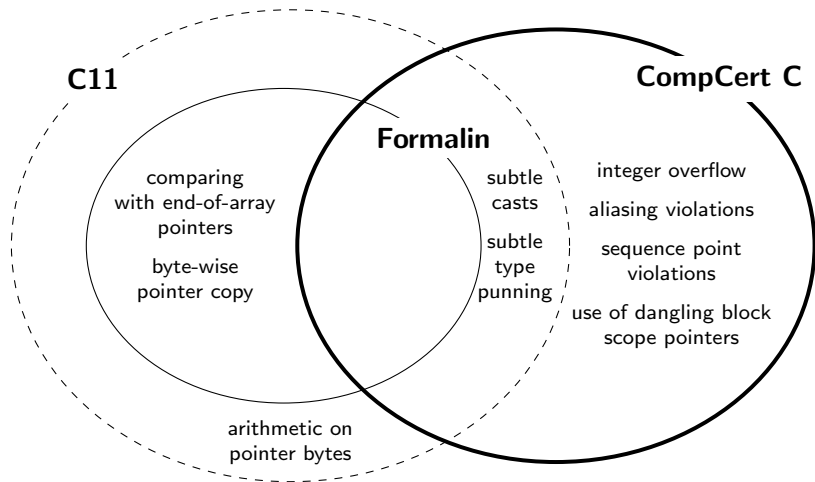 C11
CompCert C
Formalin
comparing
with end-of-array
pointers
byte-wise
pointer copy
subtle
casts
subtle
type
punning
integer overflow
aliasing violations
sequence point
violations
use of dangling block
scope pointers
arithmetic on
pointer bytes